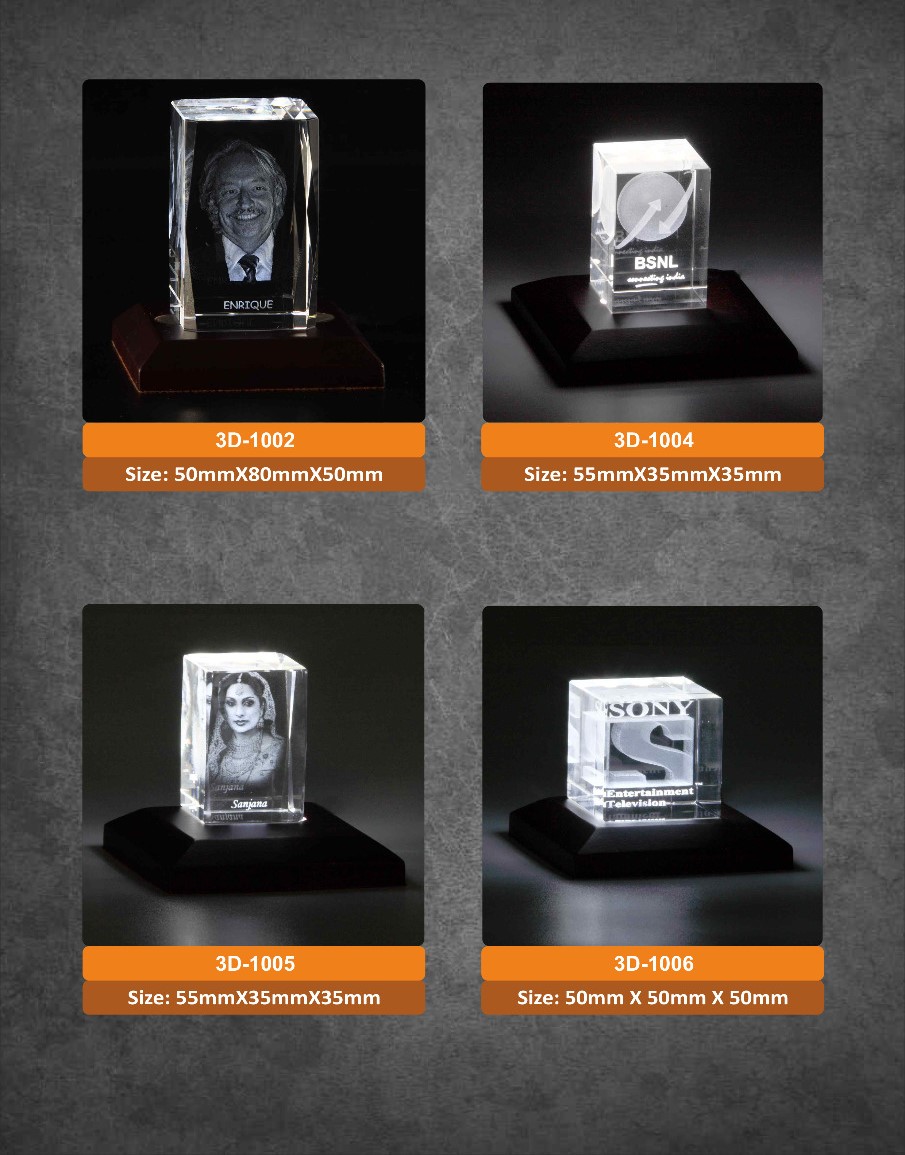 ENRIQUE
3D-1002
Size: 50mmX80mmX50mm
BSNL
connecting india
3D-1004
Size: 55mmX35mmX35mm
Sanjana
3D-1005
Size: 55mmX35mmX35mm
SONY
Entertainment
Television
3D-1006
Size: 50mm X 50mm X 50mm